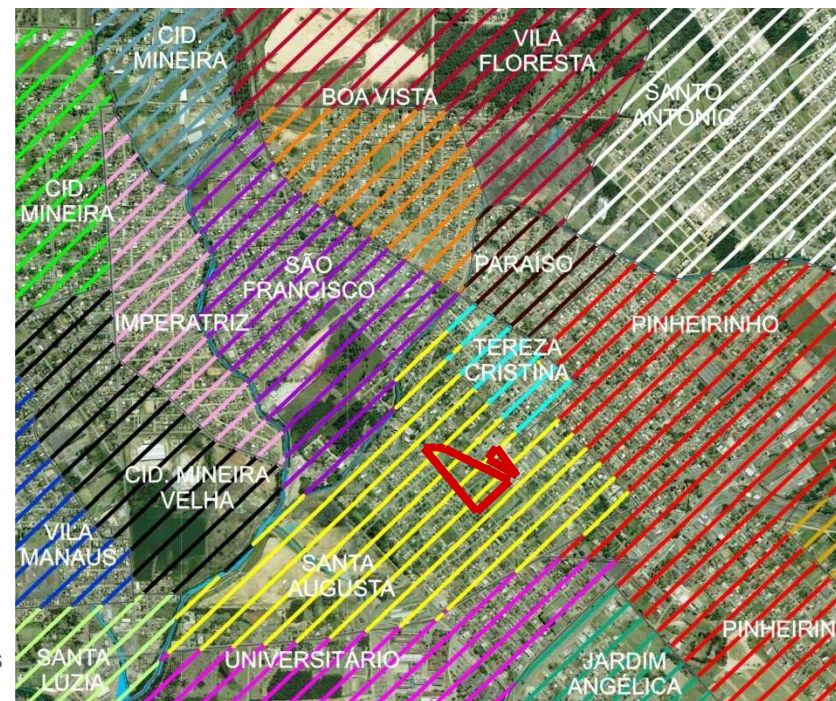 CID.
MINEIRA
VILA
FLORESTA
BOA VISTA
SANTO
ANTÔNIO
CID.
MINEIRA
SÃO
FRANCISCO
PARAÍSO
IMPERATRIZ
PINHEIRINHO
TEREZA
CRISTINA
CID. MINEIRA
VELHA
VILA
MANAUS
SANTA
AUGUSTA
PINHEIRIN
s
SANTA
LUZIA
UNIVERSITÁRIO
JARDIM
ANGÉLICA